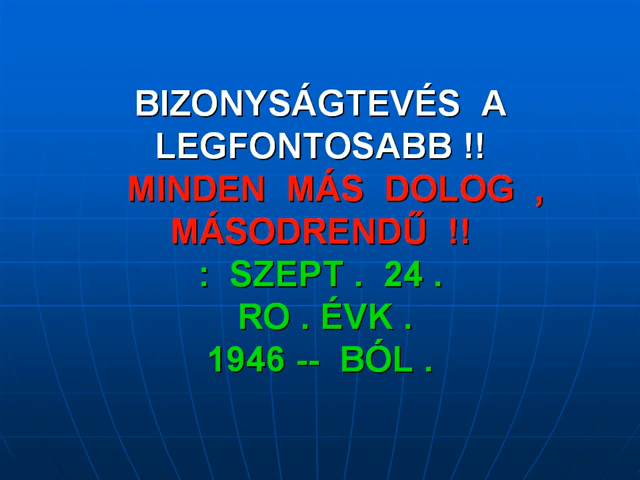 BIZONYSÁGTEVÉS A
LEGFONTOSABB !!
MINDEN MÁS DOLOG ,
MÁSODRENDŰ !!
: SZEPT . 24 .
RO . ÉVK .
1946 -- BÓL .